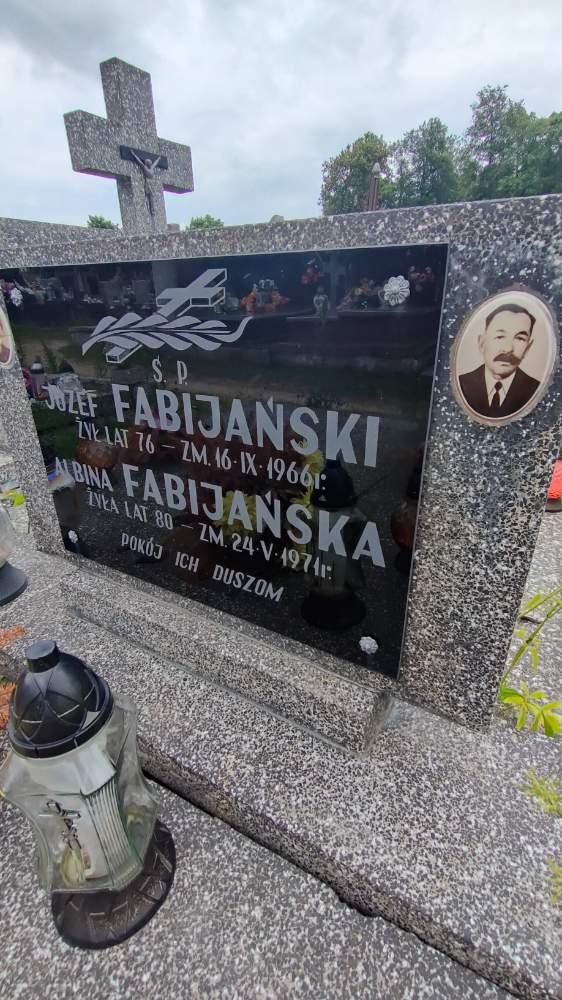 Ś. P.
JÓZEF FABIJAŃSKI
ŻYŁ LAT 76 — ZM. 16·IX·1966r.
ALBINA FABIJAŃSKA
ŻYŁA LAT 80 — ZM. 24·V·1971r.
POKÓJ ICH DUSZOM